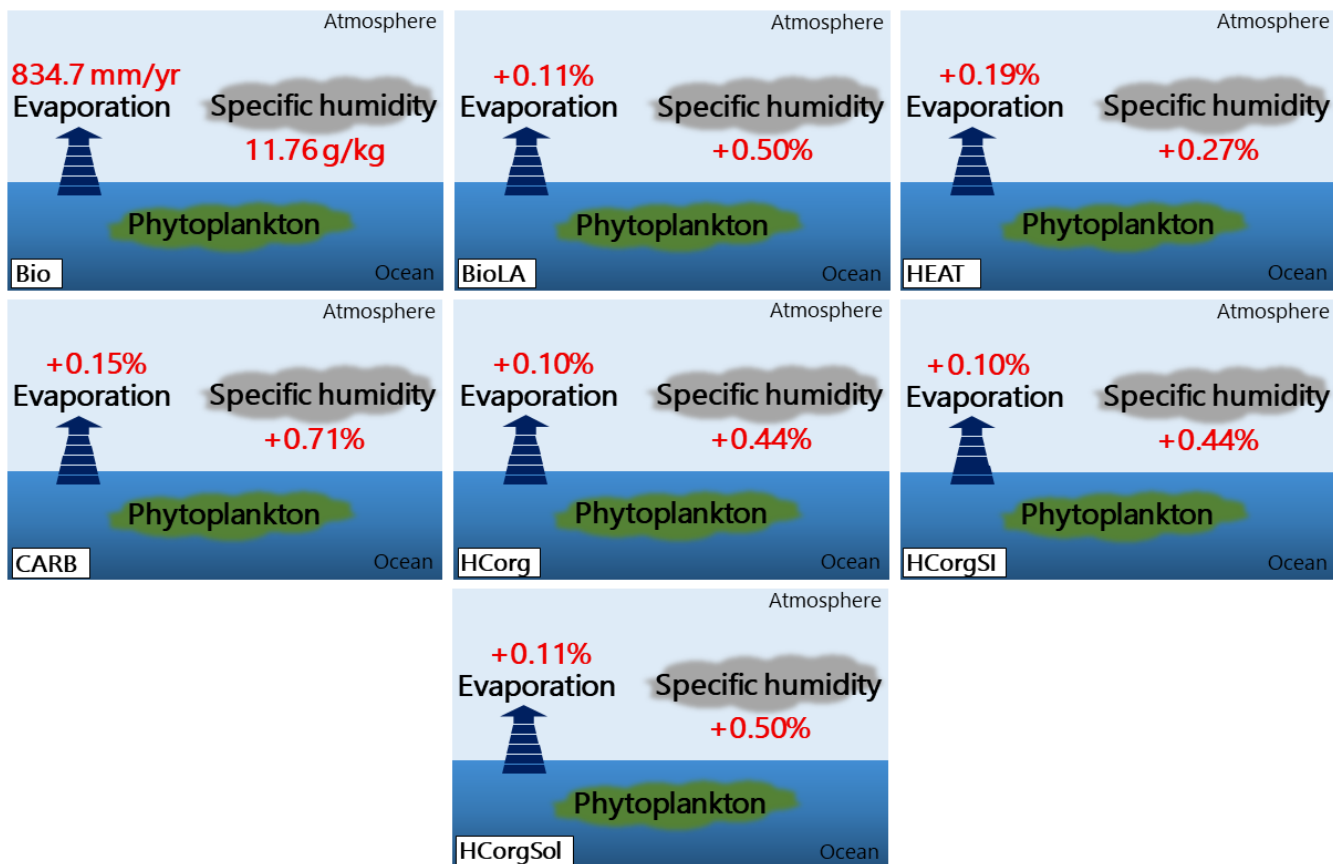 Atmosphere
834.7 mm/yr
Evaporation
Specific humidity
11.76 g/kg
Phytoplankton
Ocean
Bio
Atmosphere
+0.11%
Evaporation
Specific humidity
+0.50%
Phytoplankton
Ocean
BioLA
Atmosphere
+0.19%
Evaporation
Specific humidity
+0.27%
Phytoplankton
Ocean
HEAT
Atmosphere
+0.15%
Evaporation
Specific humidity
+0.71%
Phytoplankton
Ocean
CARB
Atmosphere
+0.10%
Evaporation
Specific humidity
+0.44%
Phytoplankton
Ocean
HCorg
Atmosphere
+0.10%
Evaporation
Specific humidity
+0.44%
Phytoplankton
Ocean
HCorgSI
Atmosphere
+0.11%
Evaporation
Specific humidity
+0.50%
Phytoplankton
Ocean
HCorgSol